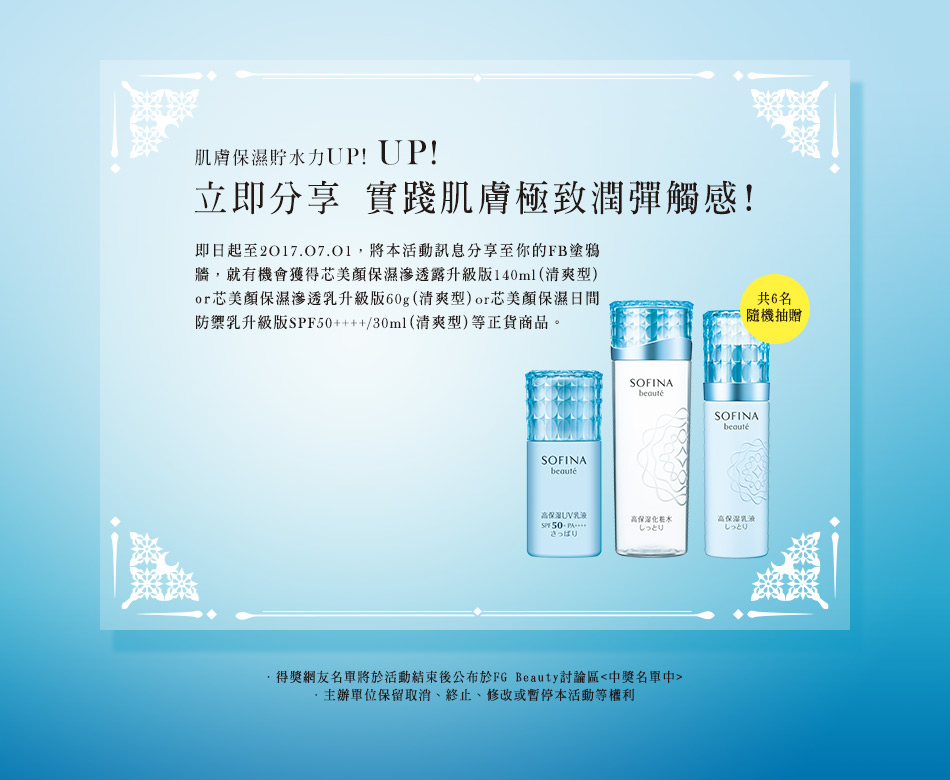 肌膚保濕貯水力UP! UP!
立即分享 實踐肌膚極致潤彈觸感!
即日起至2017.07.01，將本活動訊息分享至你的FB塗鴉
牆，就有機會獲得芯美顏保濕滲透露升級版140ml(清爽型)
or芯美顏保濕滲透乳升級版60g(清爽型)or芯美顏保濕日間
防禦乳升級版SPF50++++/30ml(清爽型)等正貨商品。
共6名
隨機抽贈
SOFINA
beauté
高保湿UV乳液
SPF50+ PA++++
さっぱり
SOFINA
beauté
高保湿化粧水
しっとり
SOFINA
beauté
高保湿乳液
しっとり
· 得獎網友名單將於活動結束後公布於FG Beauty討論區<中獎名單中>
· 主辦單位保留取消、終止、修改或暫停本活動等權利